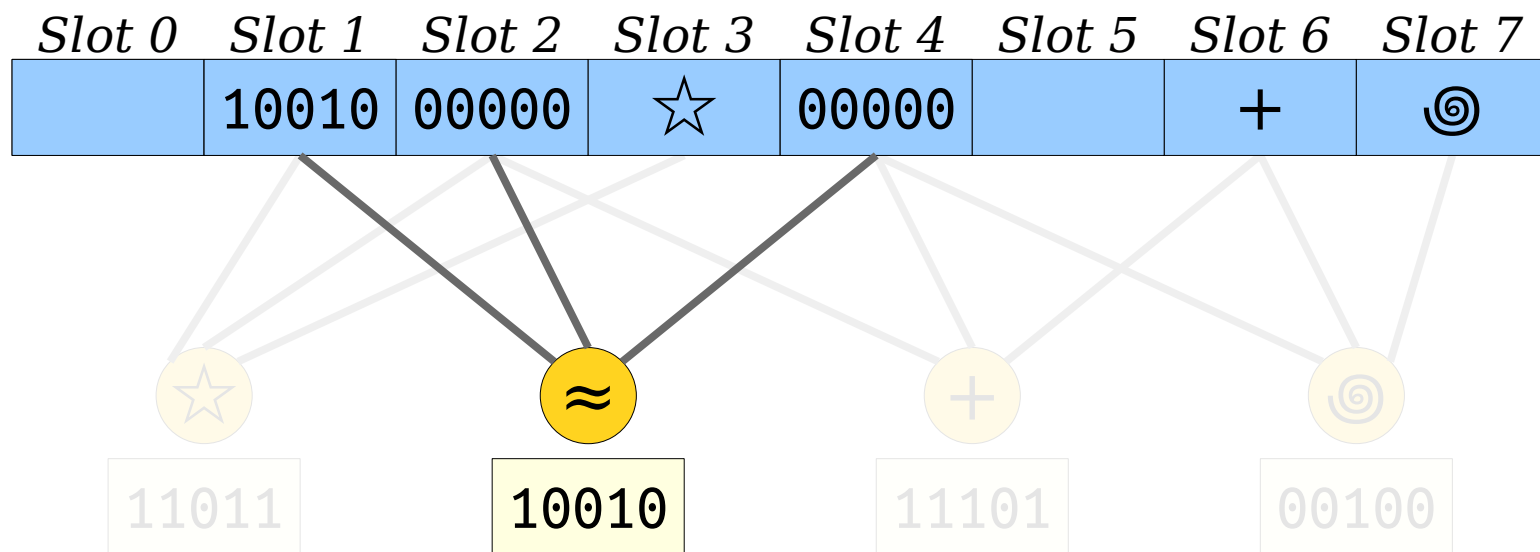 Slot 0 Slot 1 Slot 2 Slot 3 Slot 4 Slot 5 Slot 6 Slot 7
10010 00000 ☆ 00000 + ꩜
☆ ≈ + ꩜
11011 10010 11101 00100